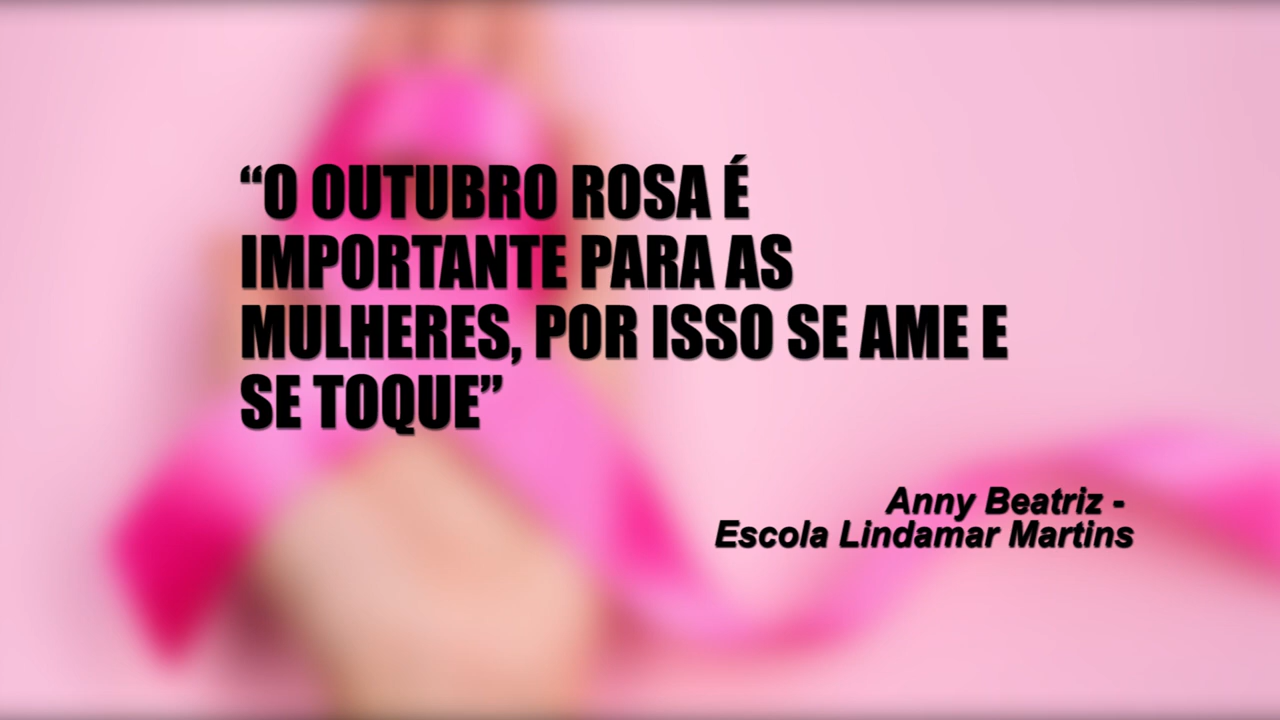 “O OUTUBRO ROSA É
IMPORTANTE PARA AS
MULHERES, POR ISSO SE AME E
SE TOQUE”
Anny Beatriz -
Escola Lindamar Martins